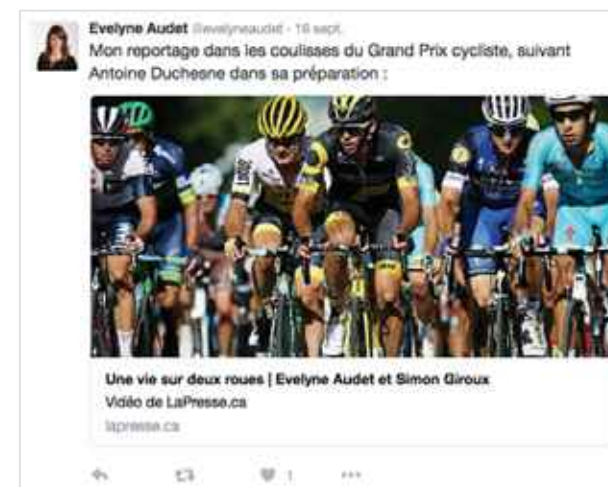 Evelyne Audet @evelyneaudet - 16 sept.
Mon reportage dans les coulisses du Grand Prix cycliste, suivant
Antoine Duchesne dans sa préparation :
Une vie sur deux roues | Evelyne Audet et Simon Giroux
Vidéo de LaPresse.ca
lapresse.ca
1